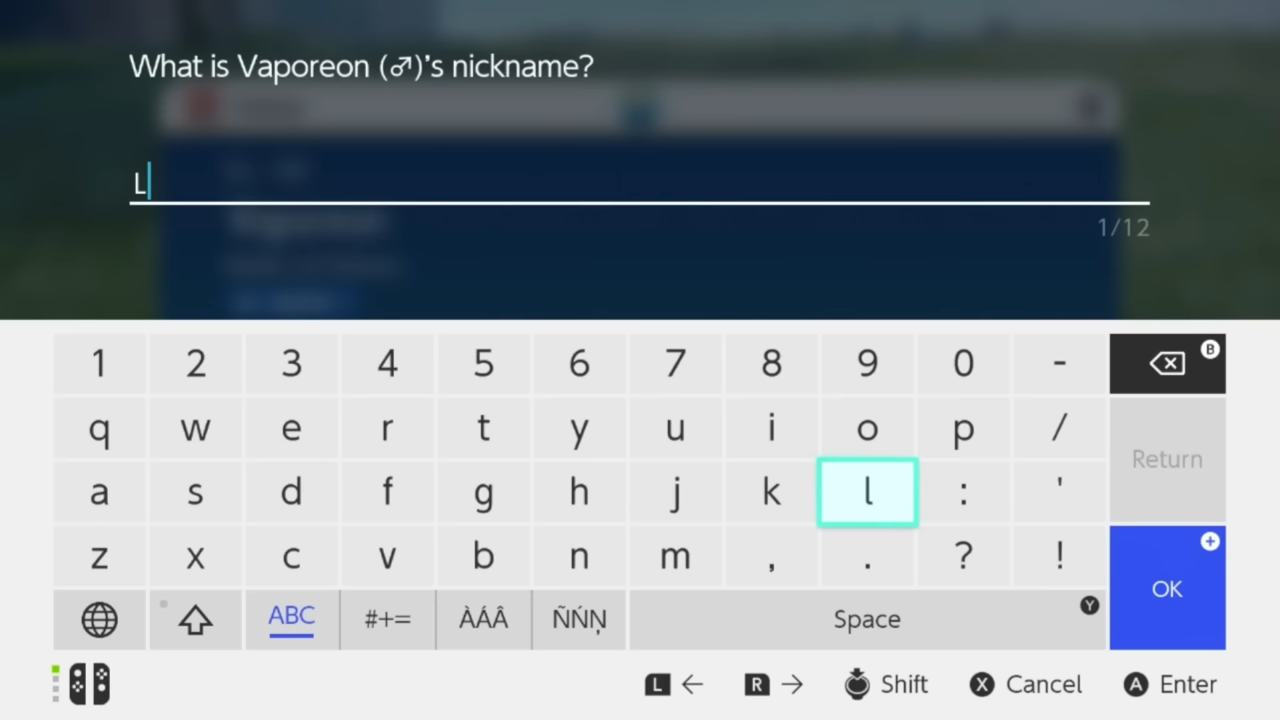 What is Vaporeon (♂)'s nickname?
L
1/12
1 2 3 4 5 6 7 8 9 0 - B
q w e r t y u i o p / Return
a s d f g h j k l : '
z x c v b n m , . ? ! + OK
ABC #+= ÀÁÂ ÑŃŅ Space Y
L ← R → Shift X Cancel A Enter